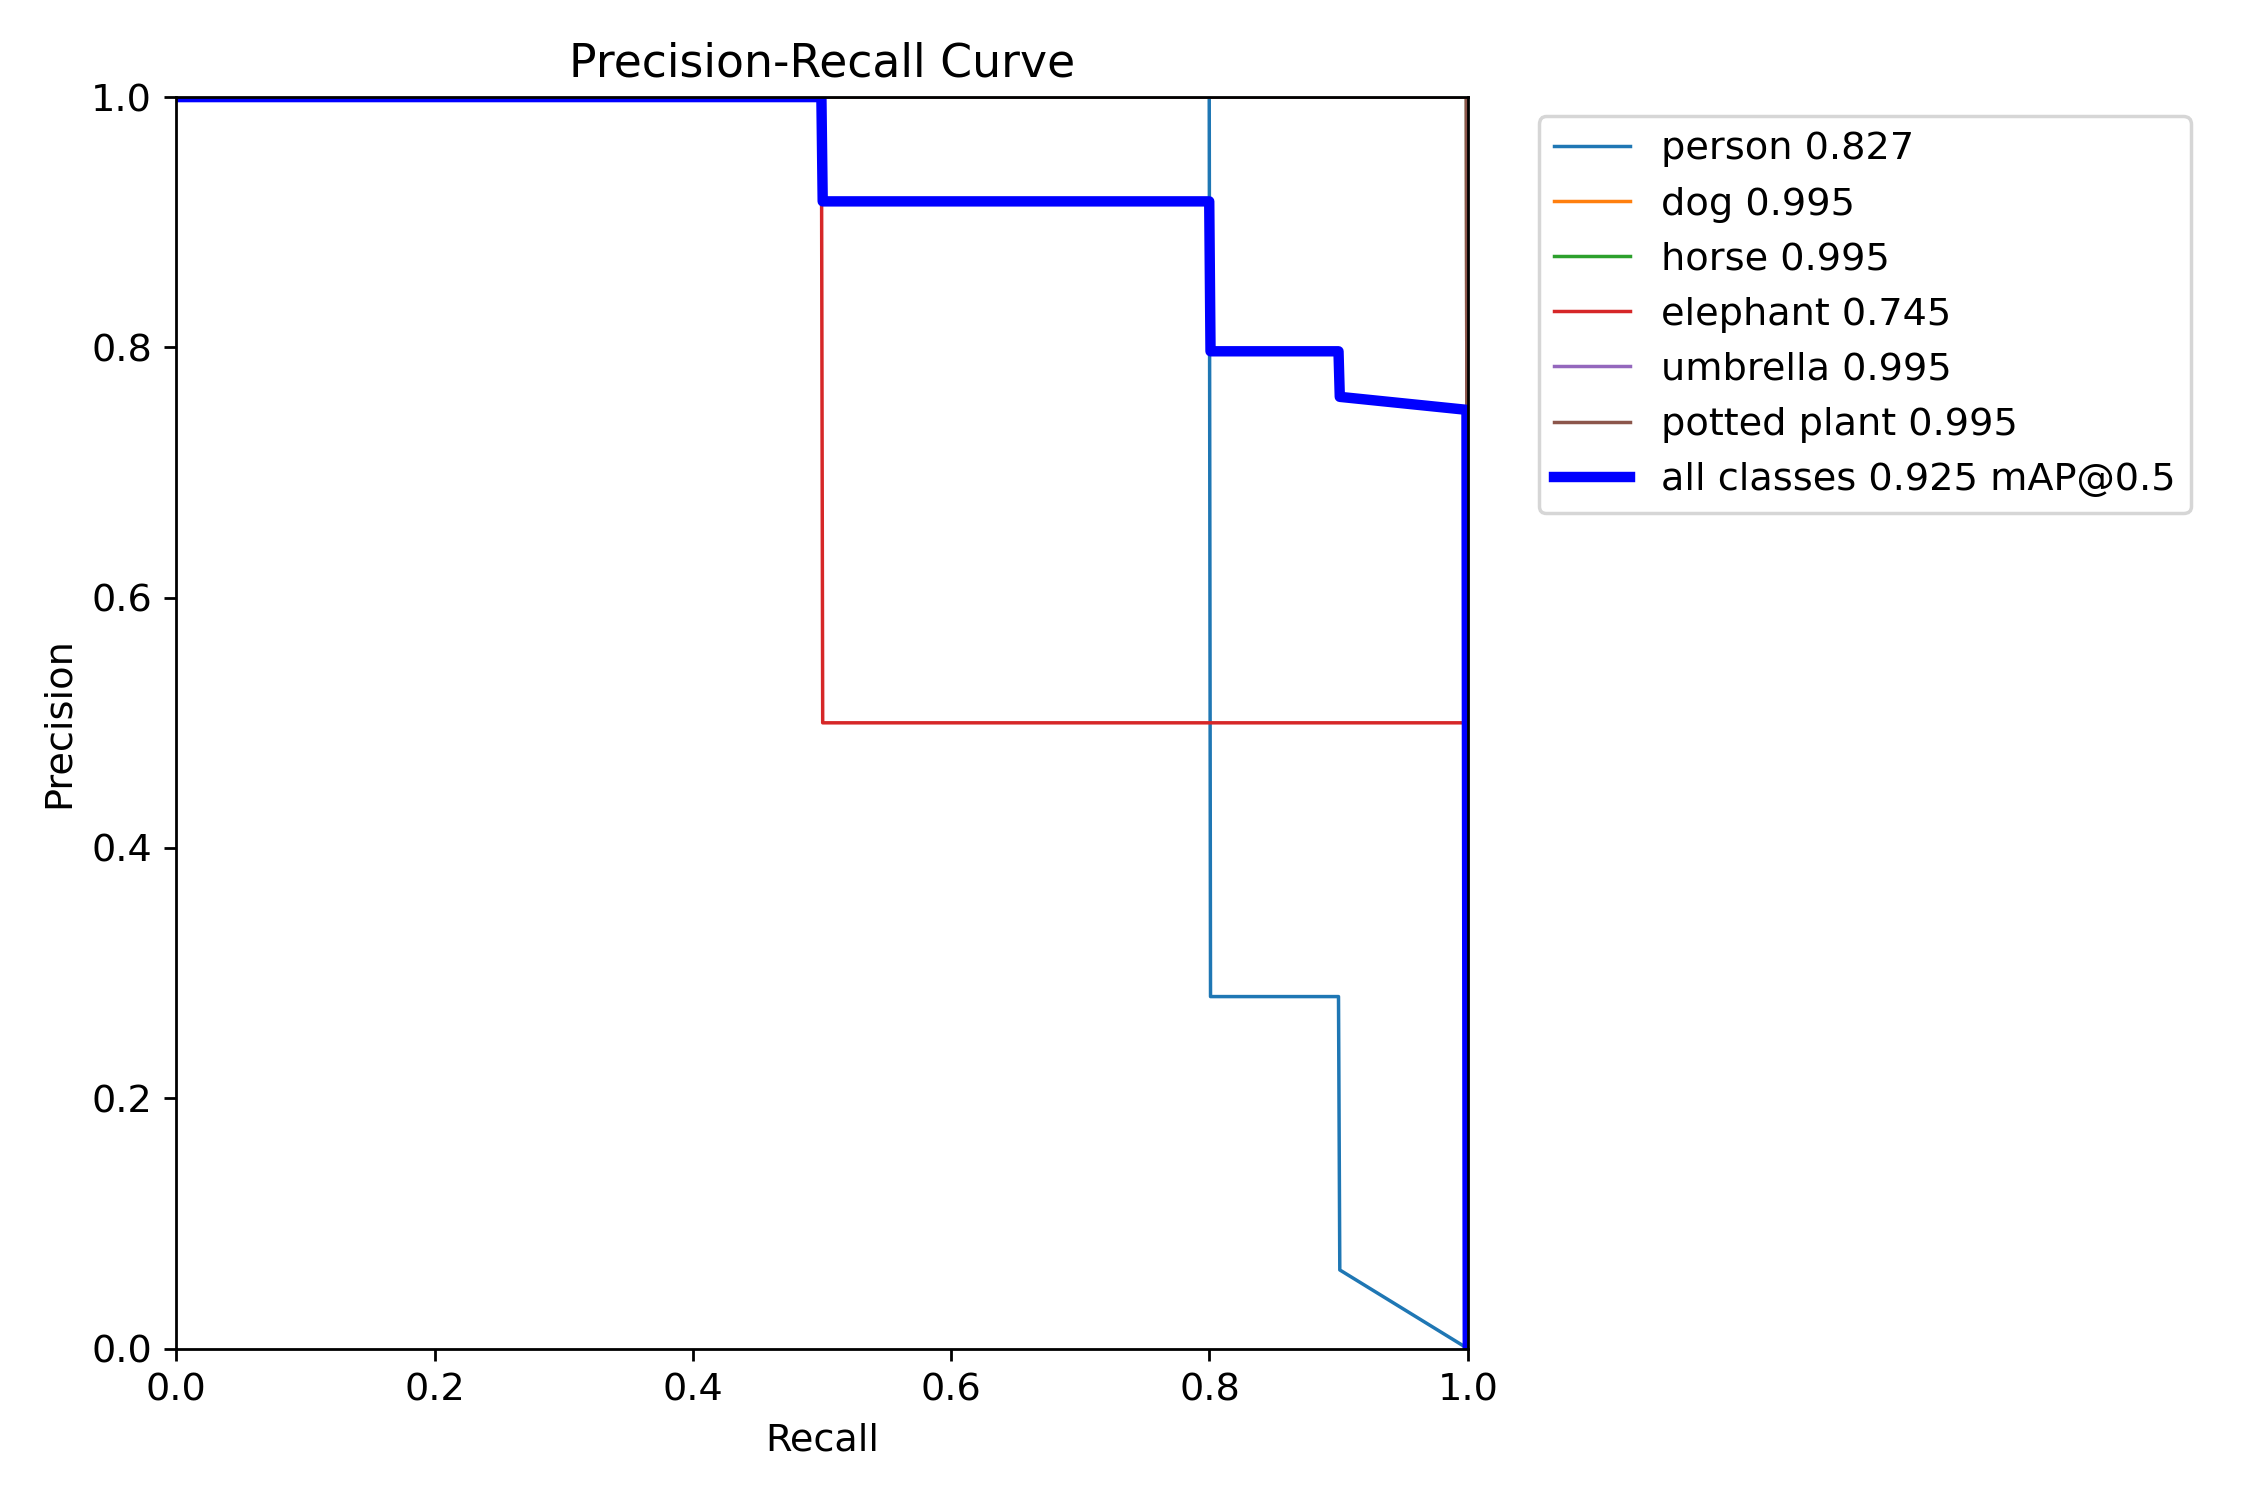 Precision-Recall Curve
1.0
0.8
0.6
0.4
0.2
0.0
Precision
0.0 0.2 0.4 0.6 0.8 1.0
Recall
person 0.827
dog 0.995
horse 0.995
elephant 0.745
umbrella 0.995
potted plant 0.995
all classes 0.925 mAP@0.5